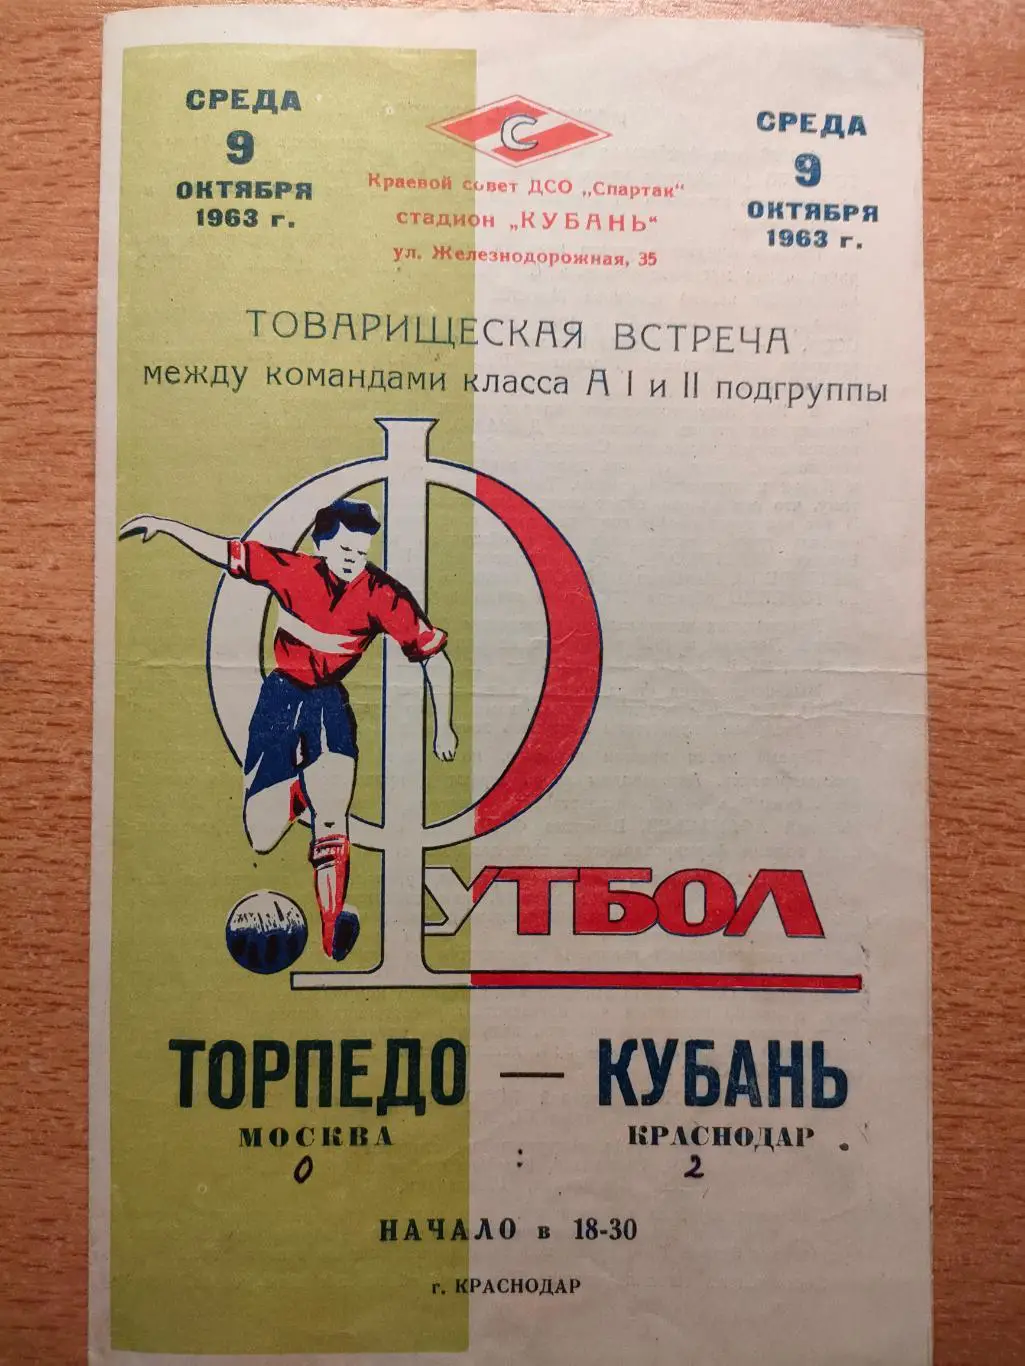 СРЕДА
9
ОКТЯБРЯ
1963 г.
С
Краевой совет ДСО „Спартак"
стадион „КУБАНЬ"
ул. Железнодорожная, 35
СРЕДА
9
ОКТЯБРЯ
1963 г.
ТОВАРИЩЕСКАЯ ВСТРЕЧА
между командами класса А I и II подгруппы
ФУТБОЛ
ТОРПЕДО — КУБАНЬ
МОСКВА КРАСНОДАР
0 : 2
НАЧАЛО в 18-30
г. КРАСНОДАР